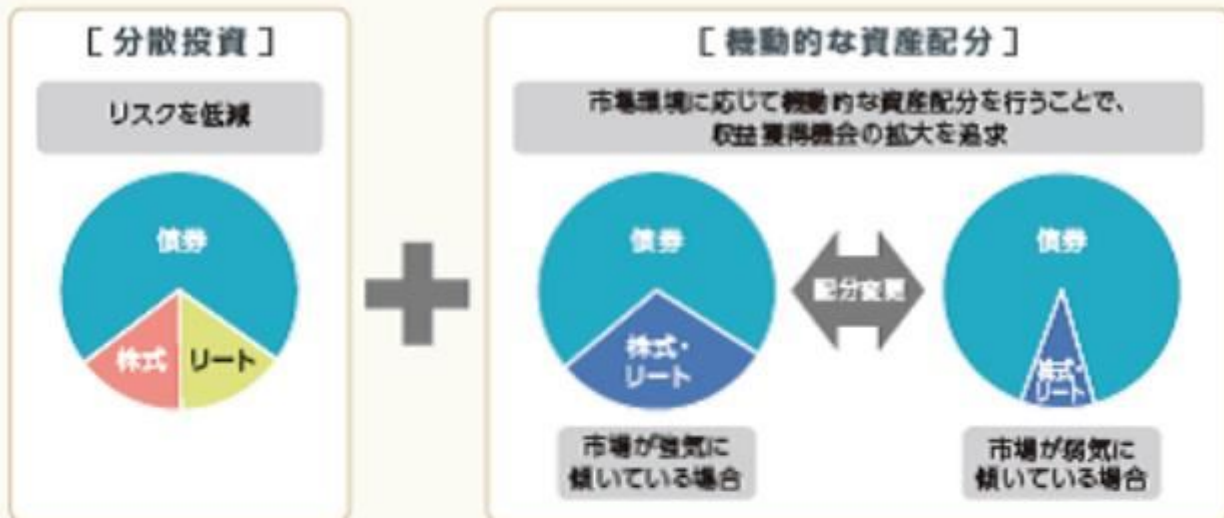 [ 分散投資 ]
リスクを低減
債券
株式
リート
[ 機動的な資産配分 ]
市場環境に応じて機動的な資産配分を行うことで、
収益獲得機会の拡大を追求
債券
株式・
リート
配分変更
債券
株式・
リート
市場が強気に
傾いている場合
市場が弱気に
傾いている場合